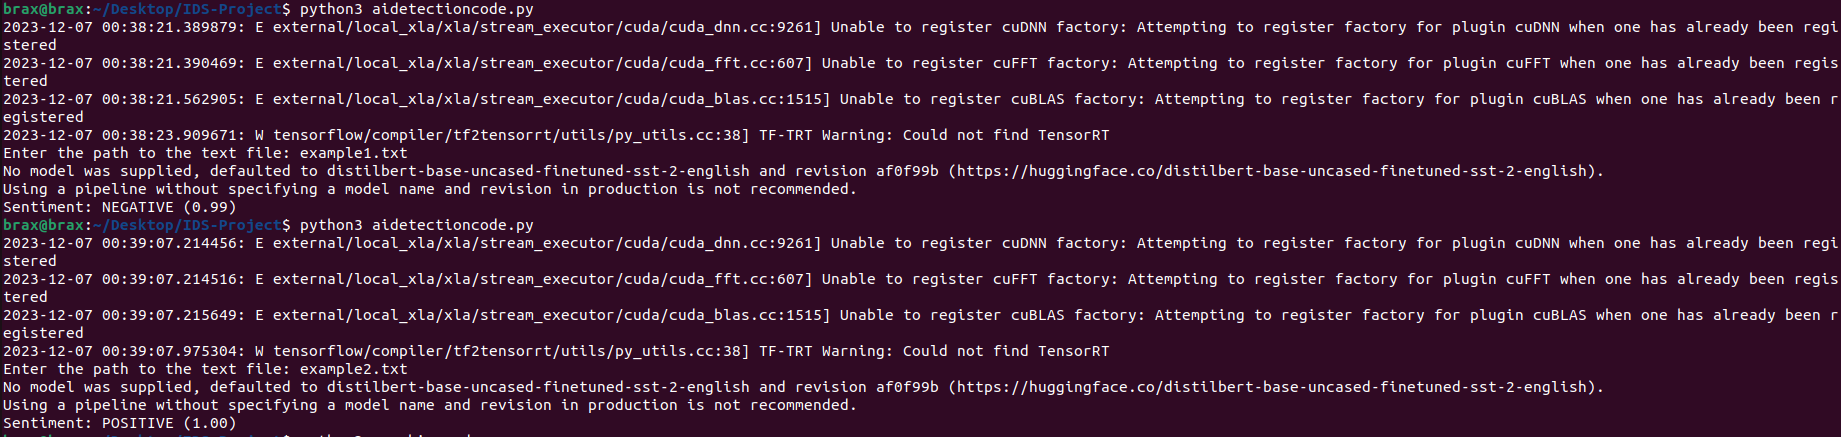 brax@brax:~/Desktop/IDS-Project$ python3 aidetectioncode.py
2023-12-07 00:38:21.389879: E external/local_xla/xla/stream_executor/cuda/cuda_dnn.cc:9261] Unable to register cuDNN factory: Attempting to register factory for plugin cuDNN when one has already been regi
stered
2023-12-07 00:38:21.390469: E external/local_xla/xla/stream_executor/cuda/cuda_fft.cc:607] Unable to register cuFFT factory: Attempting to register factory for plugin cuFFT when one has already been regis
tered
2023-12-07 00:38:21.562905: E external/local_xla/xla/stream_executor/cuda/cuda_blas.cc:1515] Unable to register cuBLAS factory: Attempting to register factory for plugin cuBLAS when one has already been r
egistered
2023-12-07 00:38:23.909671: W tensorflow/compiler/tf2tensorrt/utils/py_utils.cc:38] TF-TRT Warning: Could not find TensorRT
Enter the path to the text file: example1.txt
No model was supplied, defaulted to distilbert-base-uncased-finetuned-sst-2-english and revision af0f99b (https://huggingface.co/distilbert-base-uncased-finetuned-sst-2-english).
Using a pipeline without specifying a model name and revision in production is not recommended.
Sentiment: NEGATIVE (0.99)
brax@brax:~/Desktop/IDS-Project$ python3 aidetectioncode.py
2023-12-07 00:39:07.214456: E external/local_xla/xla/stream_executor/cuda/cuda_dnn.cc:9261] Unable to register cuDNN factory: Attempting to register factory for plugin cuDNN when one has already been regi
stered
2023-12-07 00:39:07.214516: E external/local_xla/xla/stream_executor/cuda/cuda_fft.cc:607] Unable to register cuFFT factory: Attempting to register factory for plugin cuFFT when one has already been regis
tered
2023-12-07 00:39:07.215649: E external/local_xla/xla/stream_executor/cuda/cuda_blas.cc:1515] Unable to register cuBLAS factory: Attempting to register factory for plugin cuBLAS when one has already been r
egistered
2023-12-07 00:39:07.975304: W tensorflow/compiler/tf2tensorrt/utils/py_utils.cc:38] TF-TRT Warning: Could not find TensorRT
Enter the path to the text file: example2.txt
No model was supplied, defaulted to distilbert-base-uncased-finetuned-sst-2-english and revision af0f99b (https://huggingface.co/distilbert-base-uncased-finetuned-sst-2-english).
Using a pipeline without specifying a model name and revision in production is not recommended.
Sentiment: POSITIVE (1.00)